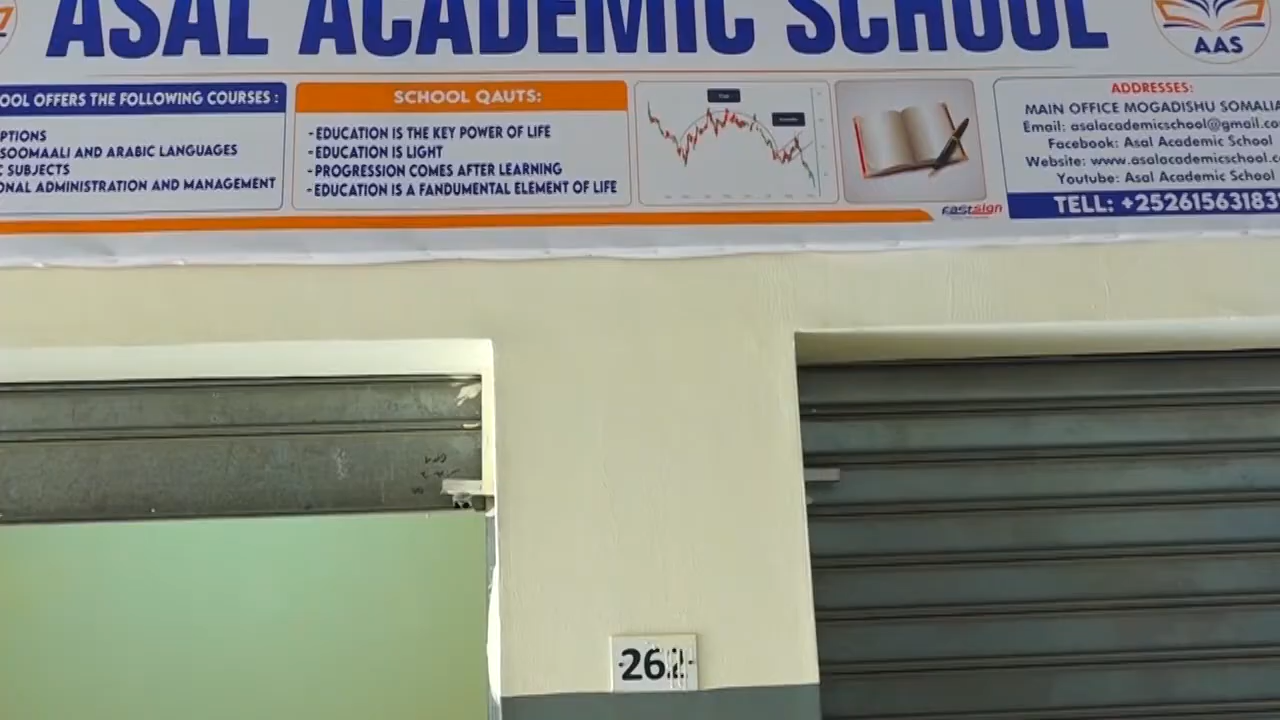 ASAL ACADEMIC SCHOOL
AAS
OOL OFFERS THE FOLLOWING COURSES :
PTIONS
SOOMAALI AND ARABIC LANGUAGES
C SUBJECTS
ONAL ADMINISTRATION AND MANAGEMENT
SCHOOL QAUTS:
-EDUCATION IS THE KEY POWER OF LIFE
-EDUCATION IS LIGHT
-PROGRESSION COMES AFTER LEARNING
-EDUCATION IS A FANDUMENTAL ELEMENT OF LIFE
ADDRESSES:
MAIN OFFICE MOGADISHU SOMALIA
Email: asalacademicschool@gmail.co
Facebook: Asal Academic School
Website: www.asalacademicschool.c
Youtube: Asal Academic School
TELL: +25261563183
fastsign
-262-